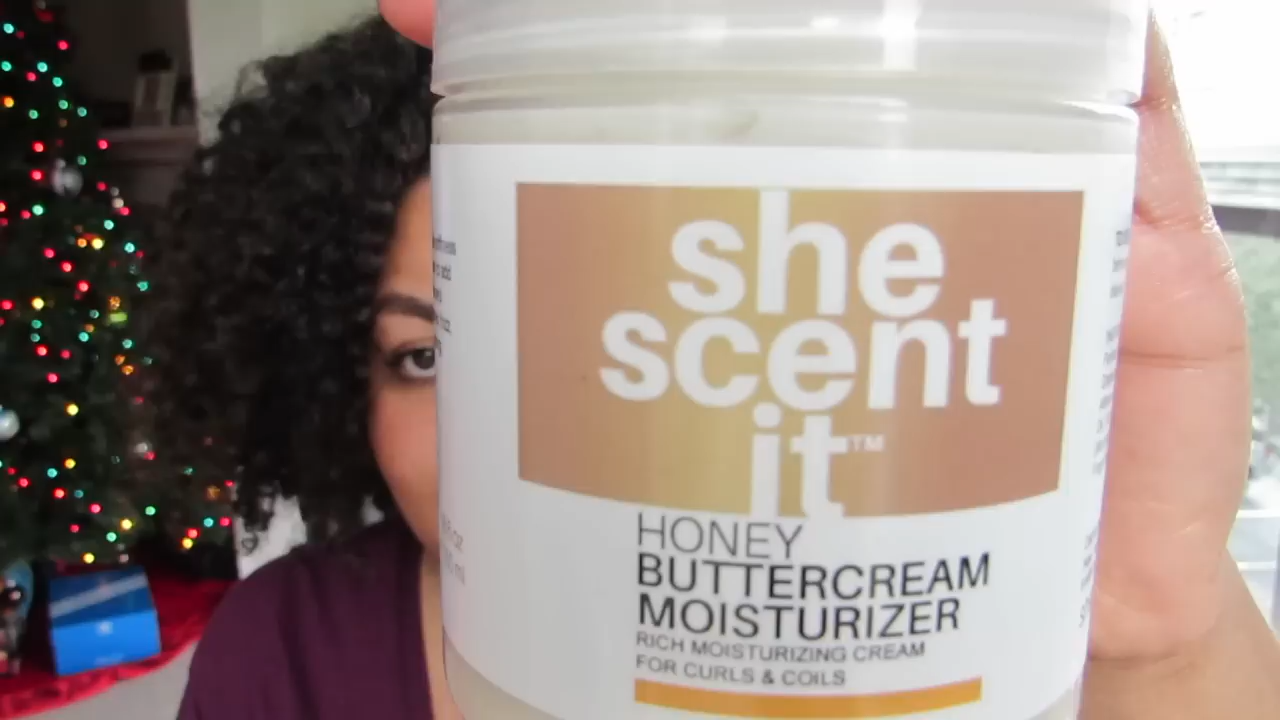 she
scent
it™
HONEY
BUTTERCREAM
MOISTURIZER
RICH MOISTURIZING CREAM
FOR CURLS & COILS